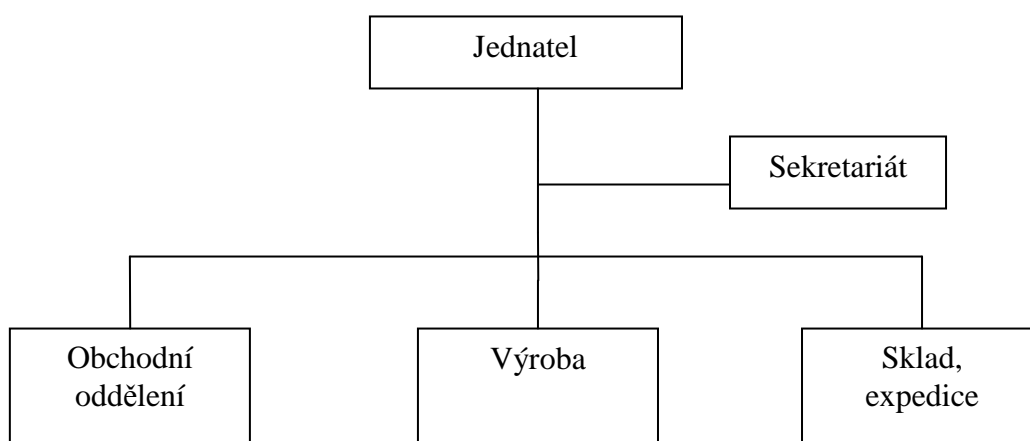 Jednatel
Sekretariát
Obchodní
oddělení
Výroba
Sklad,
expedice